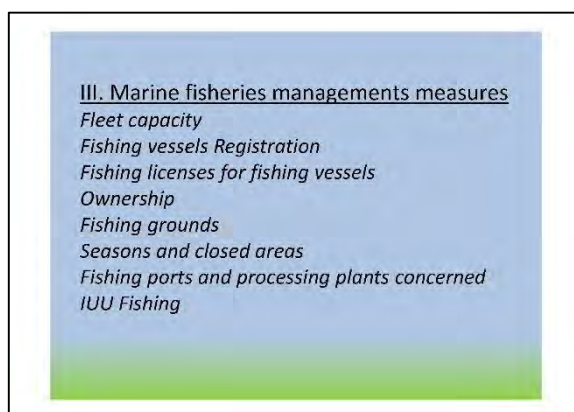 III. Marine fisheries managements measures
Fleet capacity
Fishing vessels Registration
Fishing licenses for fishing vessels
Ownership
Fishing grounds
Seasons and closed areas
Fishing ports and processing plants concerned
IUU Fishing